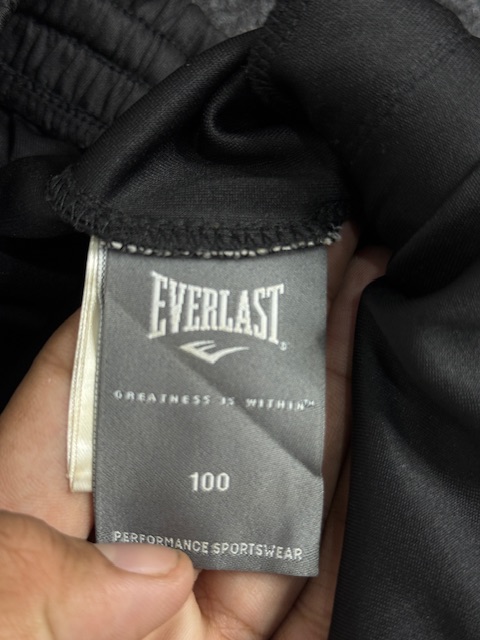 EVERLAST®
GREATNESS IS WITHIN™
100
PERFORMANCE SPORTSWEAR